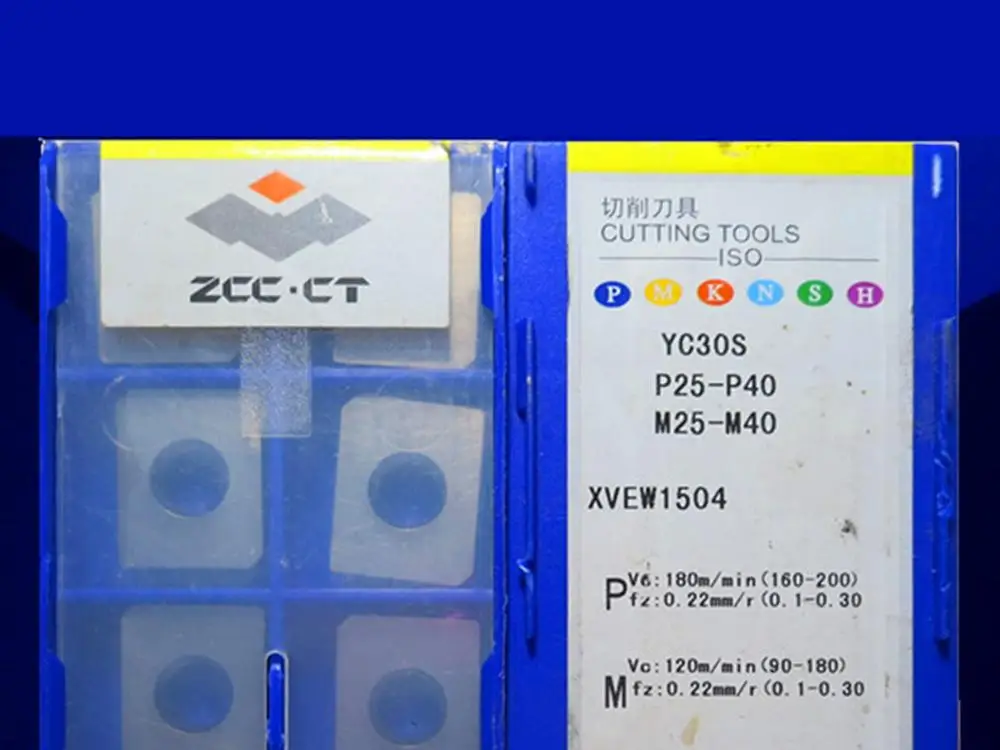 ZCC·CT
切削刀具
CUTTING TOOLS
ISO
P M K N S H
YC30S
P25-P40
M25-M40
XVEW1504
P Vc:180m/min(160-200)
fz:0.22mm/r(0.1-0.30
M Vc:120m/min(90-180)
fz:0.22mm/r(0.1-0.30